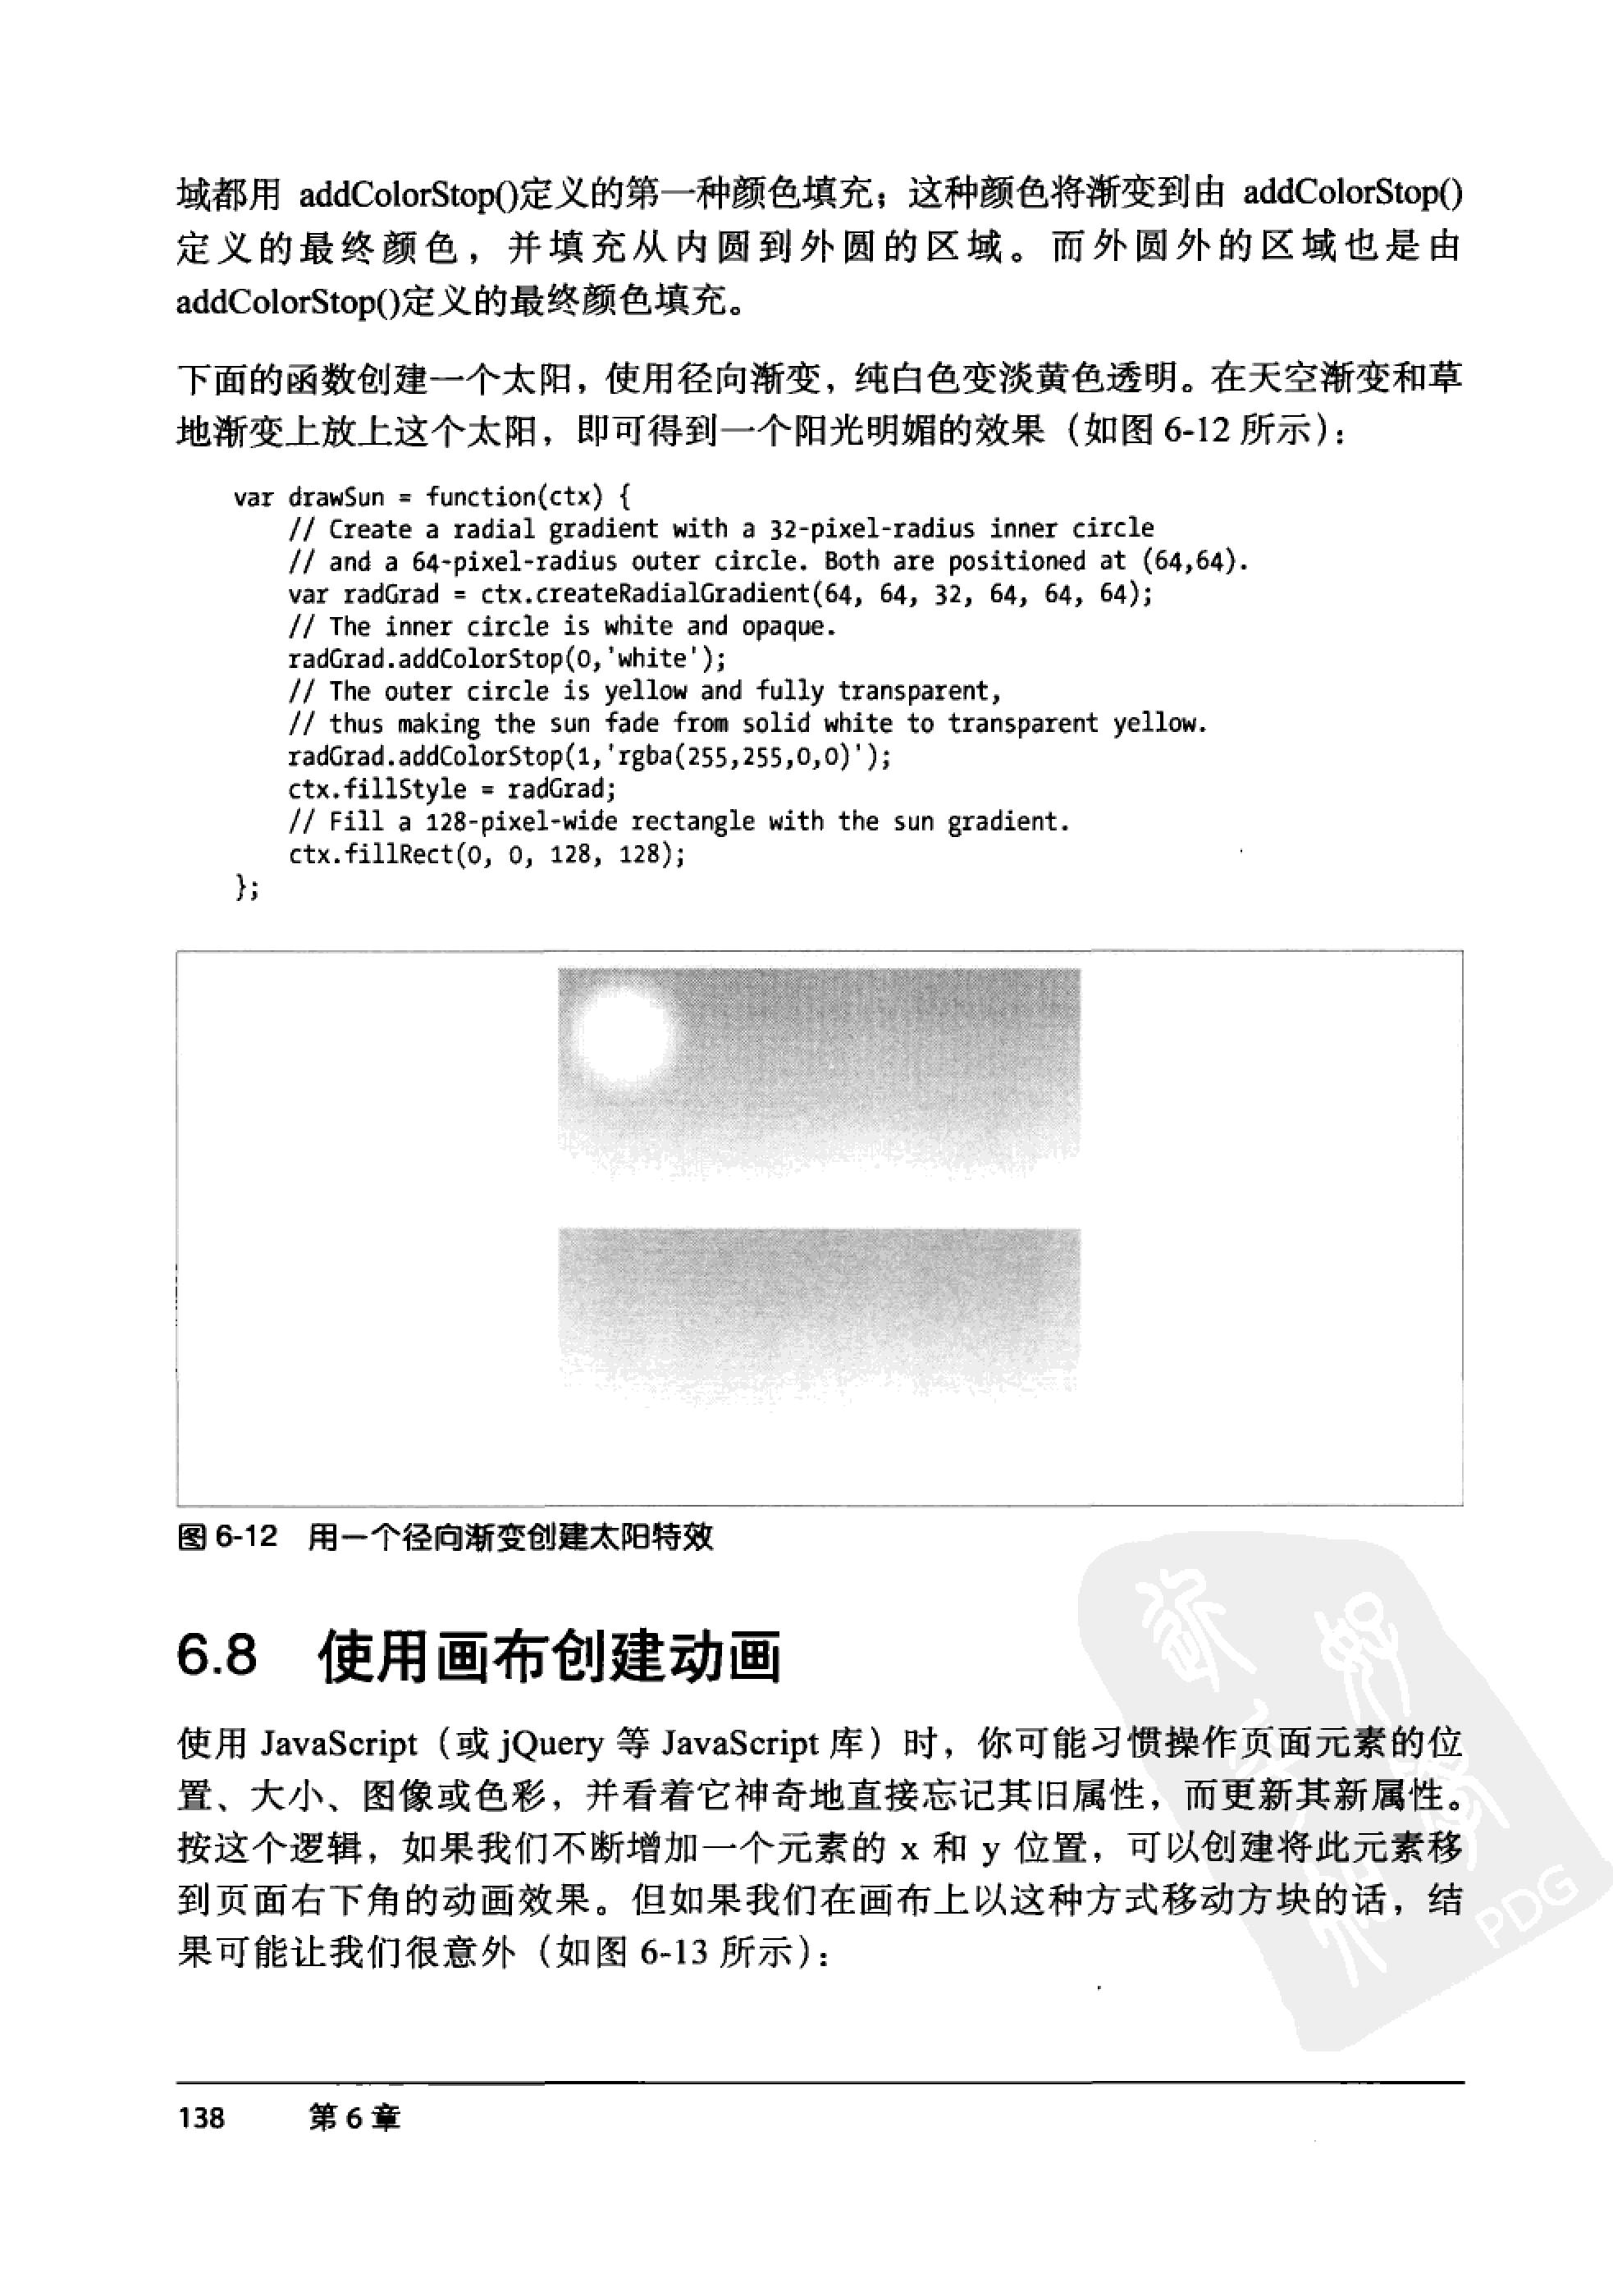 域都用 addColorStop()定义的第一种颜色填充；这种颜色将渐变到由 addColorStop()
定义的最终颜色，并填充从内圆到外圆的区域。而外圆外的区域也是由
addColorStop()定义的最终颜色填充。
下面的函数创建一个太阳，使用径向渐变，纯白色变淡黄色透明。在天空渐变和草
地渐变上放上这个太阳，即可得到一个阳光明媚的效果（如图 6-12 所示）：
var drawSun = function(ctx) {
    // Create a radial gradient with a 32-pixel-radius inner circle
    // and a 64-pixel-radius outer circle. Both are positioned at (64,64).
    var radGrad = ctx.createRadialGradient(64, 64, 32, 64, 64, 64);
    // The inner circle is white and opaque.
    radGrad.addColorStop(0,'white');
    // The outer circle is yellow and fully transparent,
    // thus making the sun fade from solid white to transparent yellow.
    radGrad.addColorStop(1,'rgba(255,255,0,0)');
    ctx.fillStyle = radGrad;
    // Fill a 128-pixel-wide rectangle with the sun gradient.
    ctx.fillRect(0, 0, 128, 128);
};
图 6-12 用一个径向渐变创建太阳特效
6.8 使用画布创建动画
使用 JavaScript（或 jQuery 等 JavaScript 库）时，你可能习惯操作页面元素的位
置、大小、图像或色彩，并看着它神奇地直接忘记其旧属性，而更新其新属性。
按这个逻辑，如果我们不断增加一个元素的 x 和 y 位置，可以创建将此元素移
到页面右下角的动画效果。但如果我们在画布上以这种方式移动方块的话，结
果可能让我们很意外（如图 6-13 所示）：
PDG
138 第 6 章